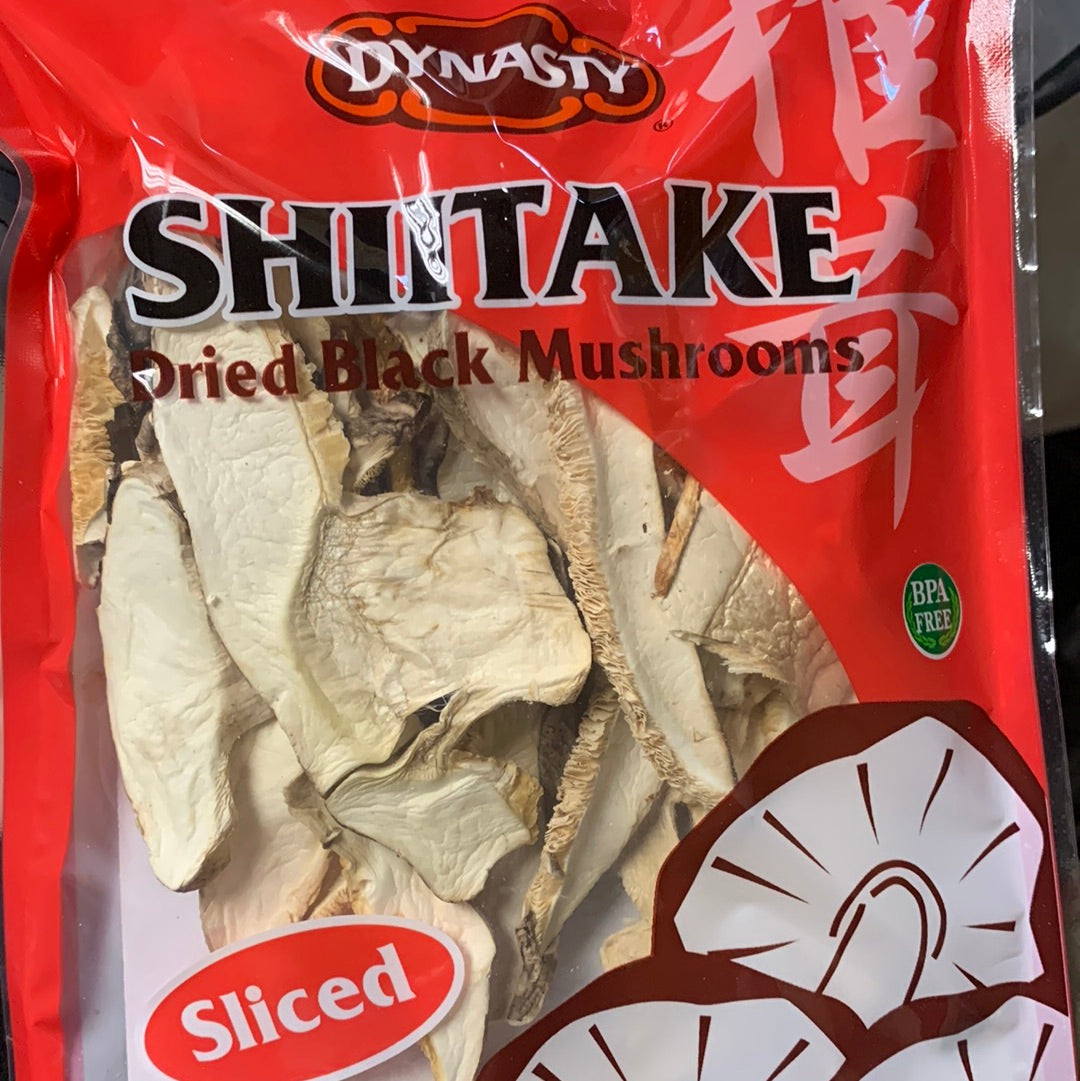 DYNASTY
®
SHIITAKE
Dried Black Mushrooms
椎茸
BPA
FREE
Sliced